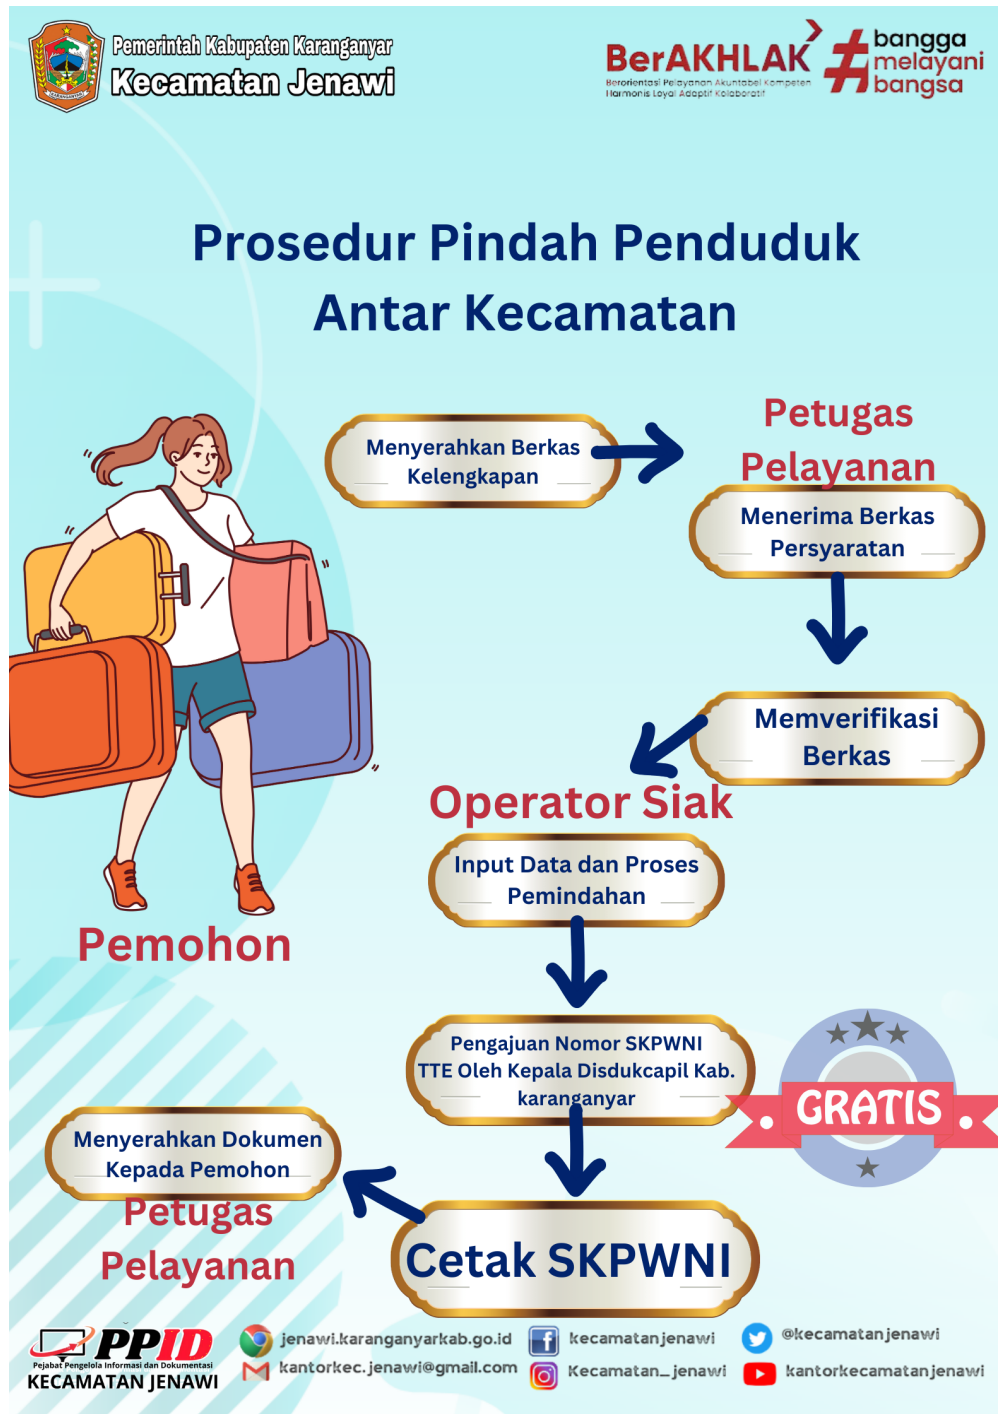 Pemerintah Kabupaten Karanganyar
Kecamatan Jenawi
BerAKHLAK
Berorientasi Pelayanan Akuntabel Kompeten
Harmonis Loyal Adaptif Kolaboratif
#
bangga
melayani
bangsa
Prosedur Pindah Penduduk
Antar Kecamatan
Menyerahkan Berkas
Kelengkapan
Petugas
Pelayanan
Menerima Berkas
Persyaratan
Memverifikasi
Berkas
Operator Siak
Input Data dan Proses
Pemindahan
Pemohon
Pengajuan Nomor SKPWNI
TTE Oleh Kepala Disdukcapil Kab.
karanganyar
GRATIS
Cetak SKPWNI
Menyerahkan Dokumen
Kepada Pemohon
Petugas
Pelayanan
PPID
Pejabat Pengelola Informasi dan Dokumentasi
KECAMATAN JENAWI
jenawi.karanganyarkab.go.id
kantorkec.jenawi@gmail.com
kecamatanjenawi
Kecamatan_jenawi
@kecamatanjenawi
kantorkecamatanjenawi